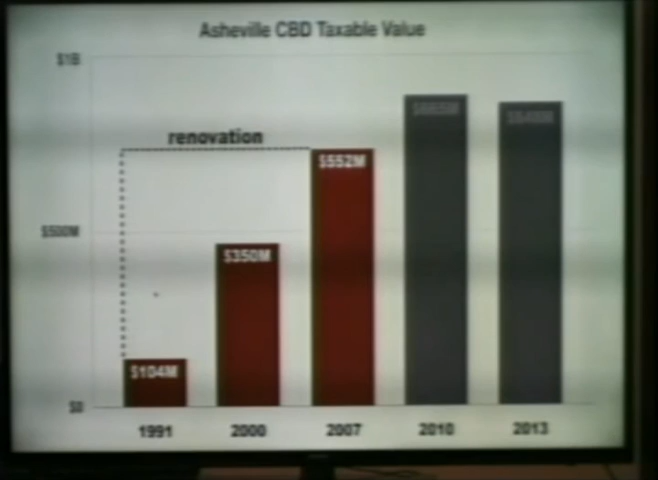 Asheville CBD Taxable Value
$1B
renovation
$552M
$500M
$350M
$104M
$0
1991 2000 2007 2010 2013